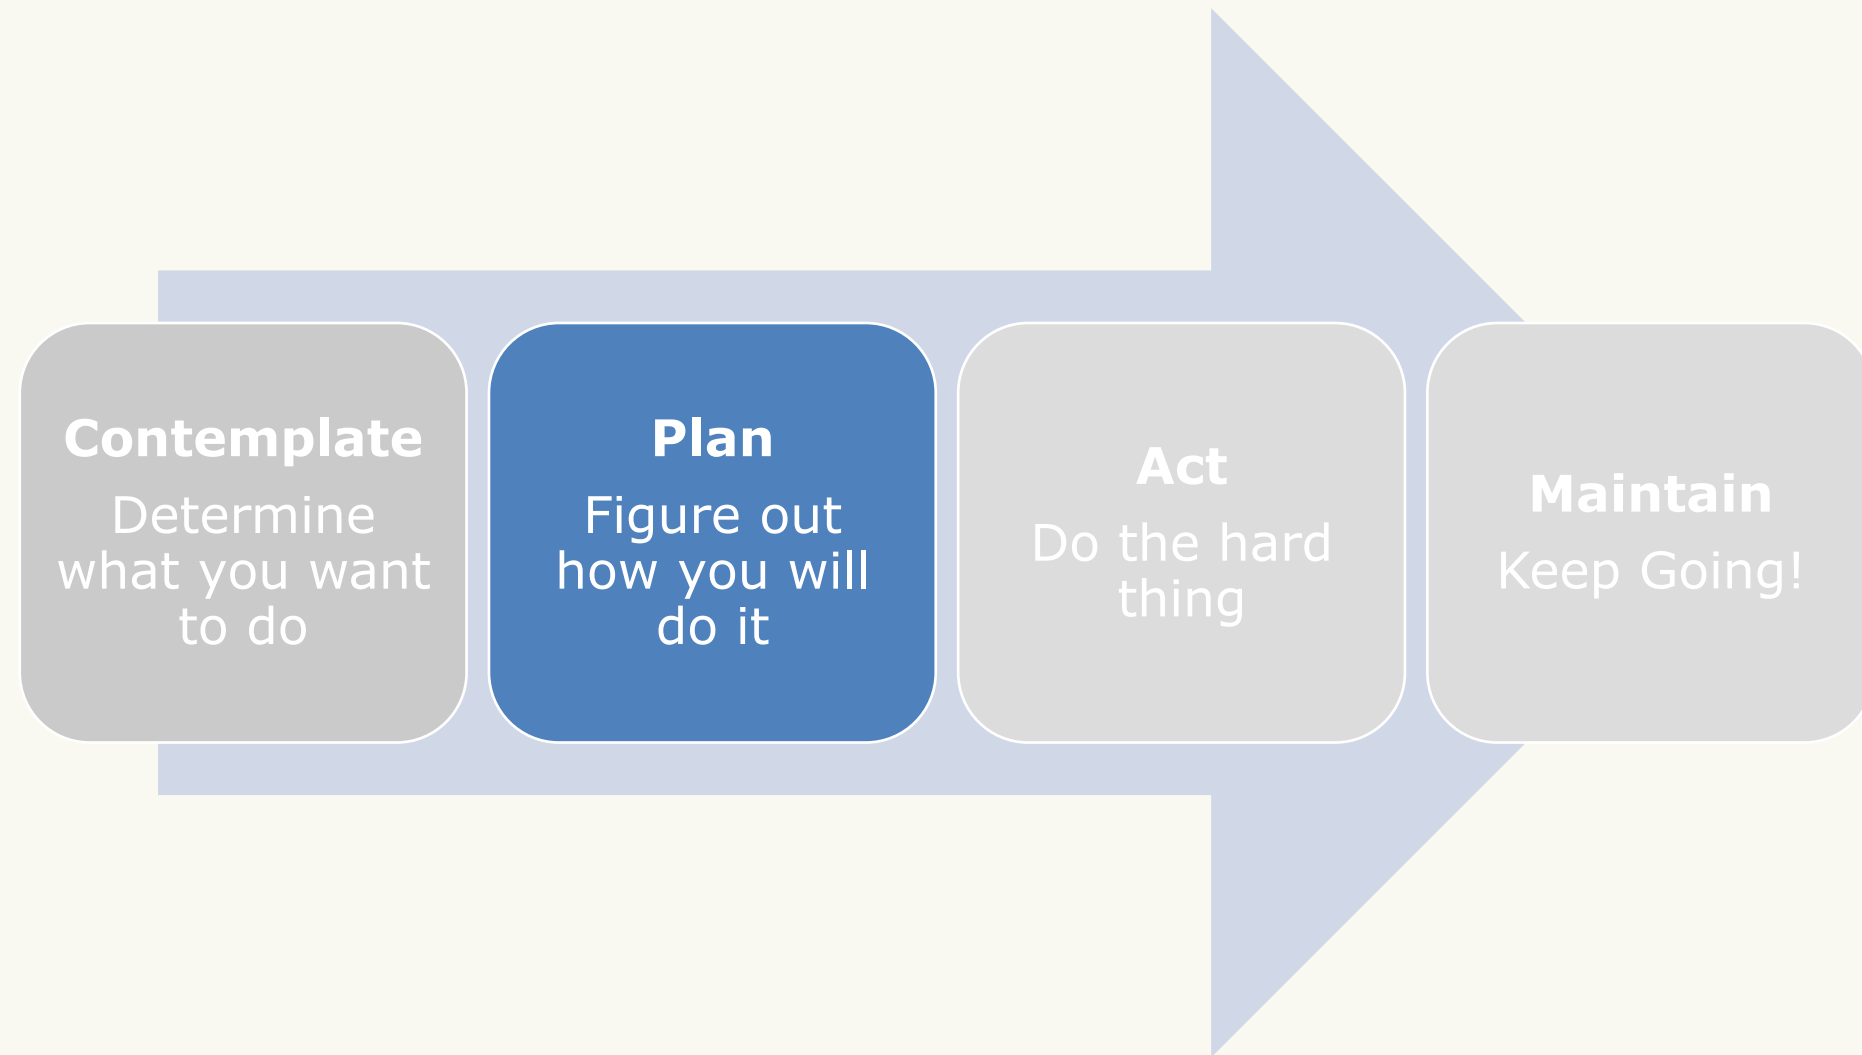 Contemplate
Determine
what you want
to do
Plan
Figure out
how you will
do it
Act
Do the hard
thing
Maintain
Keep Going!